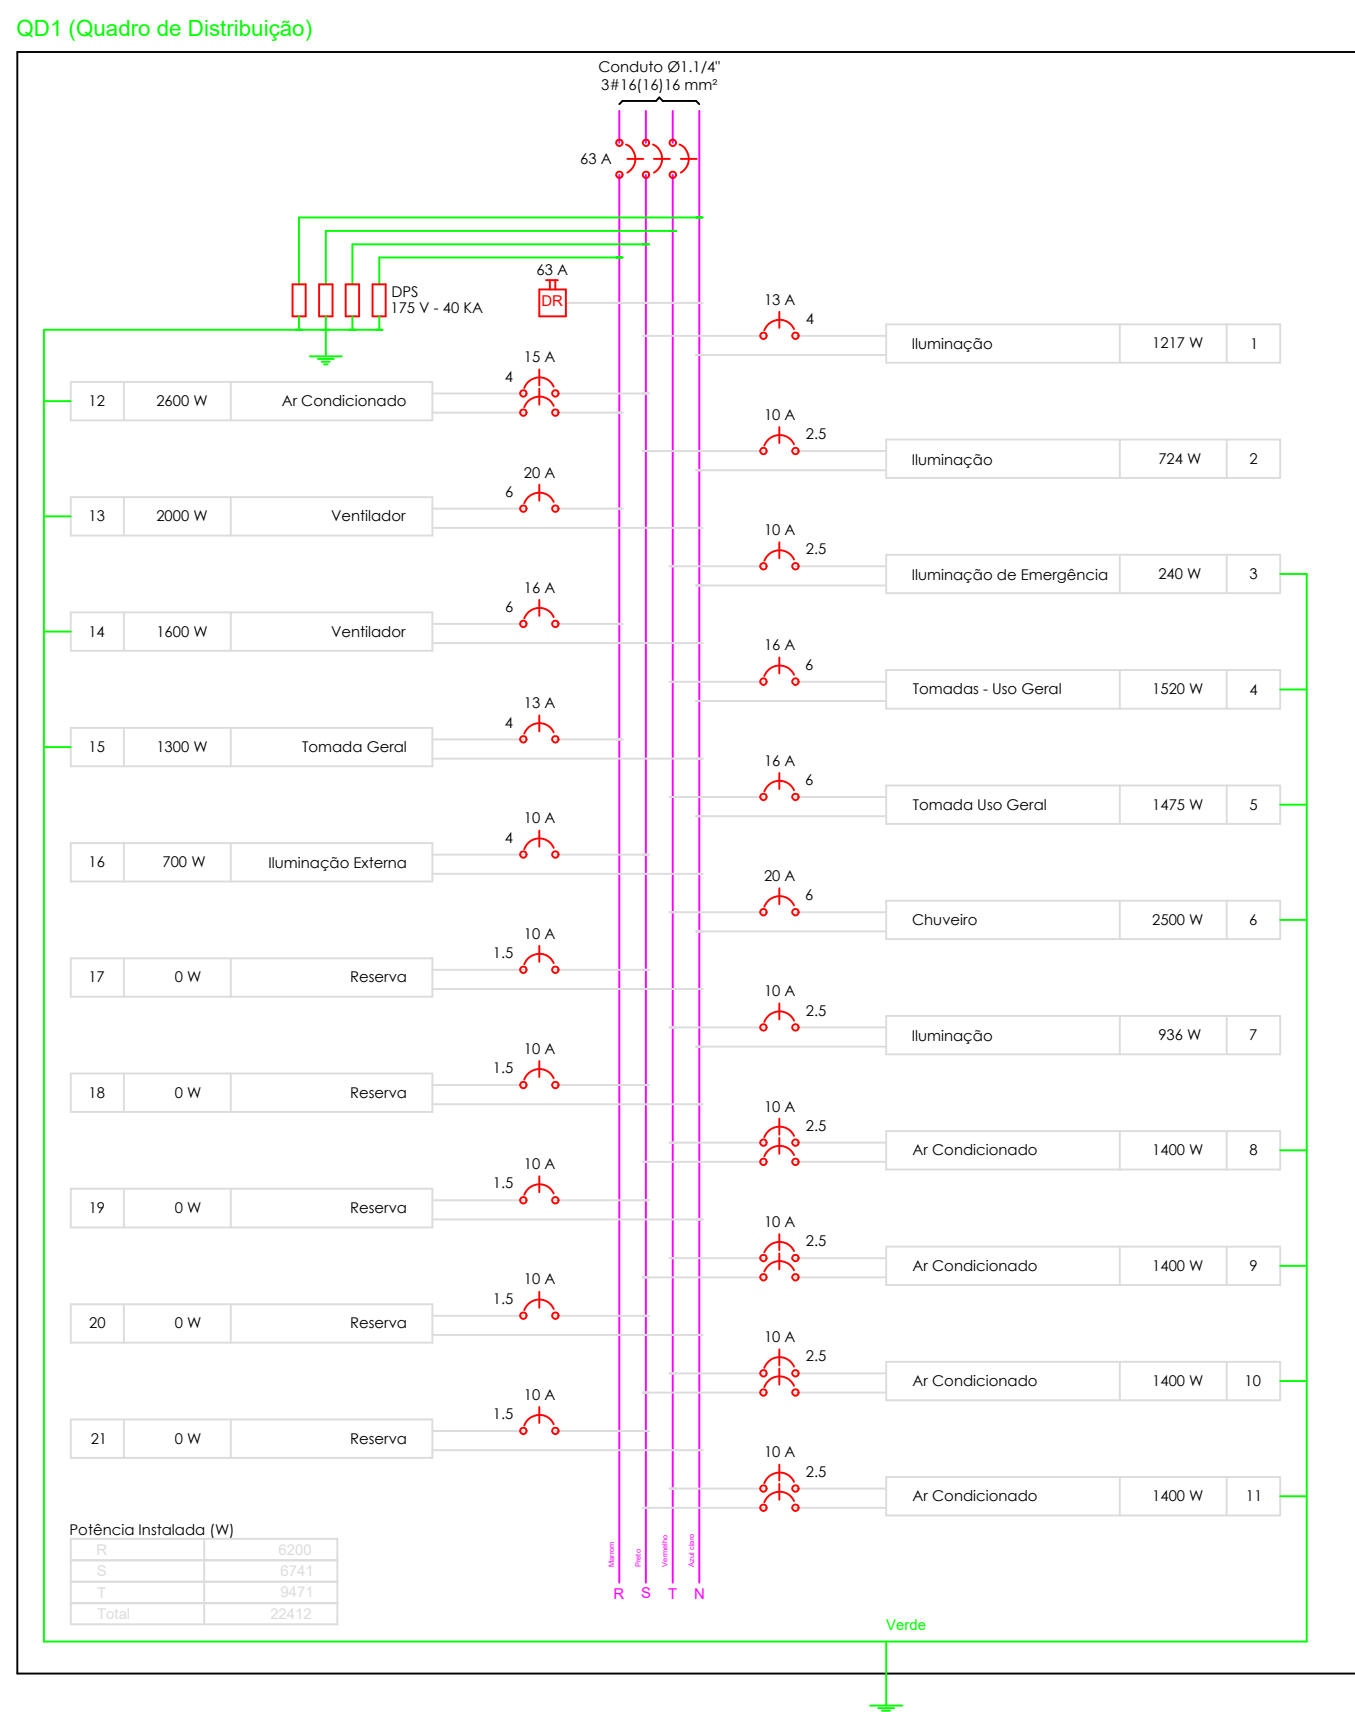 QD1 (Quadro de Distribuição)
Conduto Ø1.1/4"
3#16(16)16 mm²
63 A
DPS
175 V - 40 KA
63 A
DR
13 A
4
Iluminação 1217 W 1
10 A
2.5
Iluminação 724 W 2
10 A
2.5
Iluminação de Emergência 240 W 3
16 A
6
Tomadas - Uso Geral 1520 W 4
16 A
6
Tomada Uso Geral 1475 W 5
20 A
6
Chuveiro 2500 W 6
10 A
2.5
Iluminação 936 W 7
10 A
2.5
Ar Condicionado 1400 W 8
10 A
2.5
Ar Condicionado 1400 W 9
10 A
2.5
Ar Condicionado 1400 W 10
10 A
2.5
Ar Condicionado 1400 W 11
15 A
4
12 2600 W Ar Condicionado
20 A
6
13 2000 W Ventilador
16 A
6
14 1600 W Ventilador
13 A
4
15 1300 W Tomada Geral
10 A
4
16 700 W Iluminação Externa
10 A
1.5
17 0 W Reserva
10 A
1.5
18 0 W Reserva
10 A
1.5
19 0 W Reserva
10 A
1.5
20 0 W Reserva
10 A
1.5
21 0 W Reserva
Potência Instalada (W)
R 6200
S 6741
T 9471
Total 22412
Marrom
Preto
Vermelho
Azul claro
R S T N
Verde